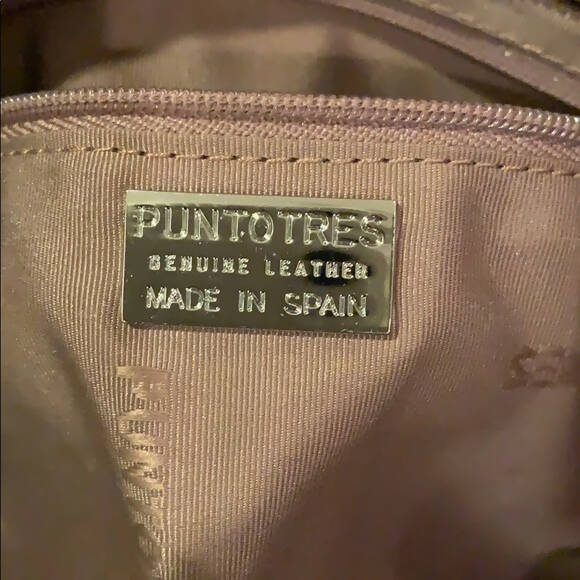 PUNTOTRES
GENUINE LEATHER
MADE IN SPAIN